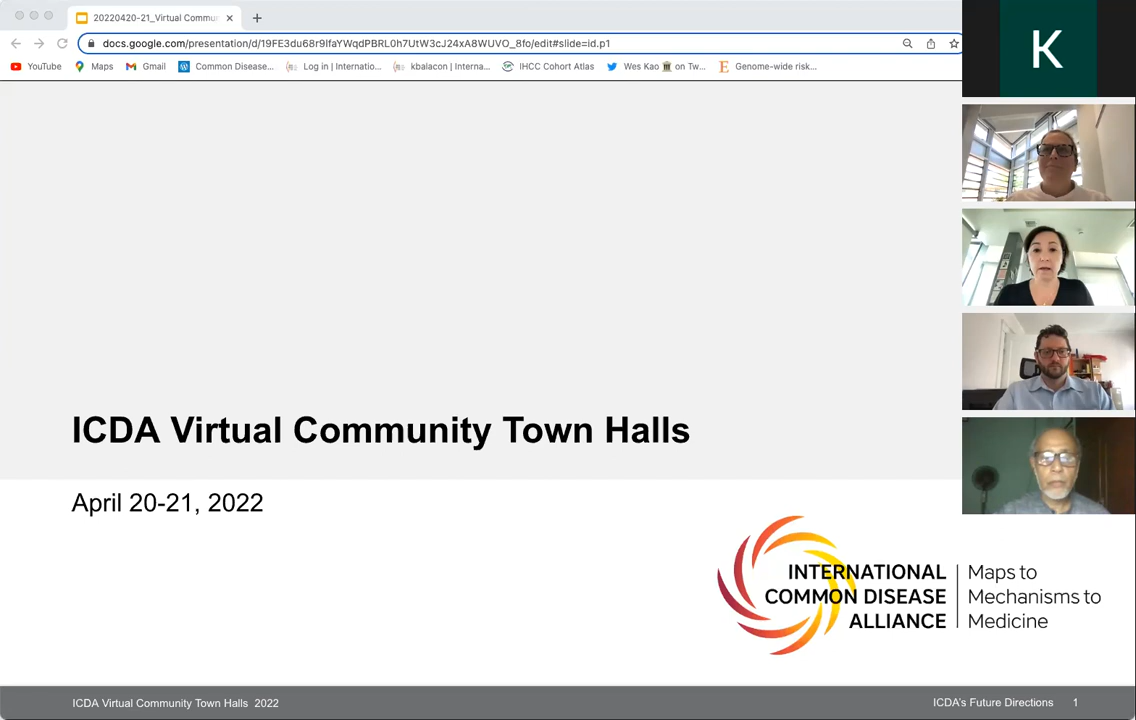 20220420-21_Virtual Commu
docs.google.com/presentation/d/19FE3du68r9IfaYWqdPBRL0h7UtW3cJ24xA8WUVO_8fo/edit#slide=id.p1
YouTube Maps Gmail Common Disease... Log in | Internatio... kbalacon | Interna... IHCC Cohort Atlas Wes Kao on Tw... Genome-wide risk...
K
ICDA Virtual Community Town Halls
April 20-21, 2022
INTERNATIONAL
COMMON DISEASE
ALLIANCE
Maps to
Mechanisms to
Medicine
ICDA Virtual Community Town Halls 2022
ICDA's Future Directions 1